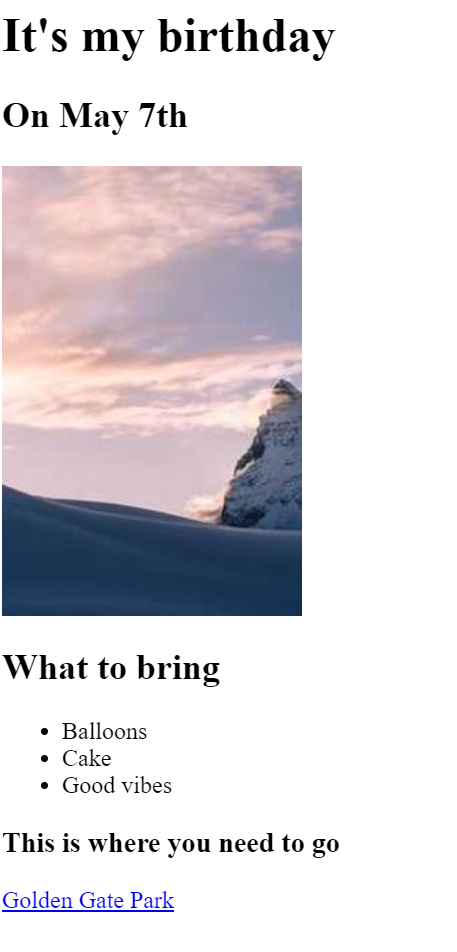 It's my birthday
On May 7th
What to bring
Balloons
Cake
Good vibes
This is where you need to go
Golden Gate Park